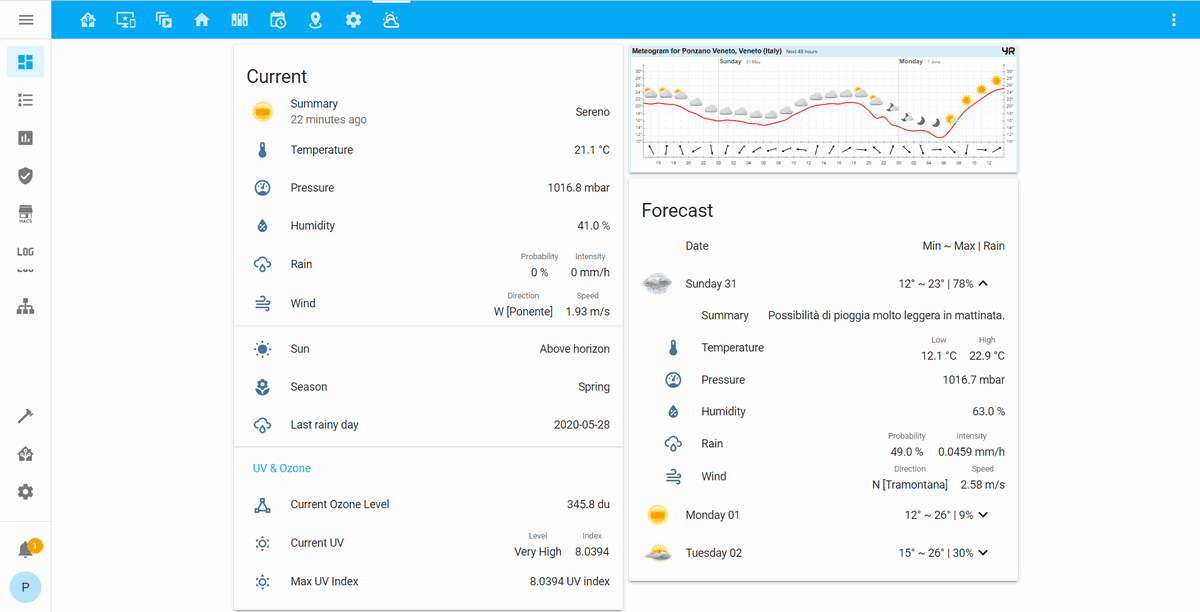 HACS
LOG
1
P
Current
Summary
22 minutes ago
Sereno
Temperature
21.1 °C
Pressure
1016.8 mbar
Humidity
41.0 %
Rain
Probability Intensity
0 % 0 mm/h
Wind
Direction Speed
W [Ponente] 1.93 m/s
Sun
Above horizon
Season
Spring
Last rainy day
2020-05-28
UV & Ozone
Current Ozone Level
345.8 du
Current UV
Level Index
Very High 8.0394
Max UV Index
8.0394 UV index
Meteogram for Ponzano Veneto, Veneto (Italy) Next 48 hours
YR
Sunday 31 May
Monday 1 June
Forecast
Date
Min ~ Max | Rain
Sunday 31
12° ~ 23° | 78%
Summary
Possibilità di pioggia molto leggera in mattinata.
Temperature
Low High
12.1 °C 22.9 °C
Pressure
1016.7 mbar
Humidity
63.0 %
Rain
Probability Intensity
49.0 % 0.0459 mm/h
Wind
Direction Speed
N [Tramontana] 2.58 m/s
Monday 01
12° ~ 26° | 9%
Tuesday 02
15° ~ 26° | 30%